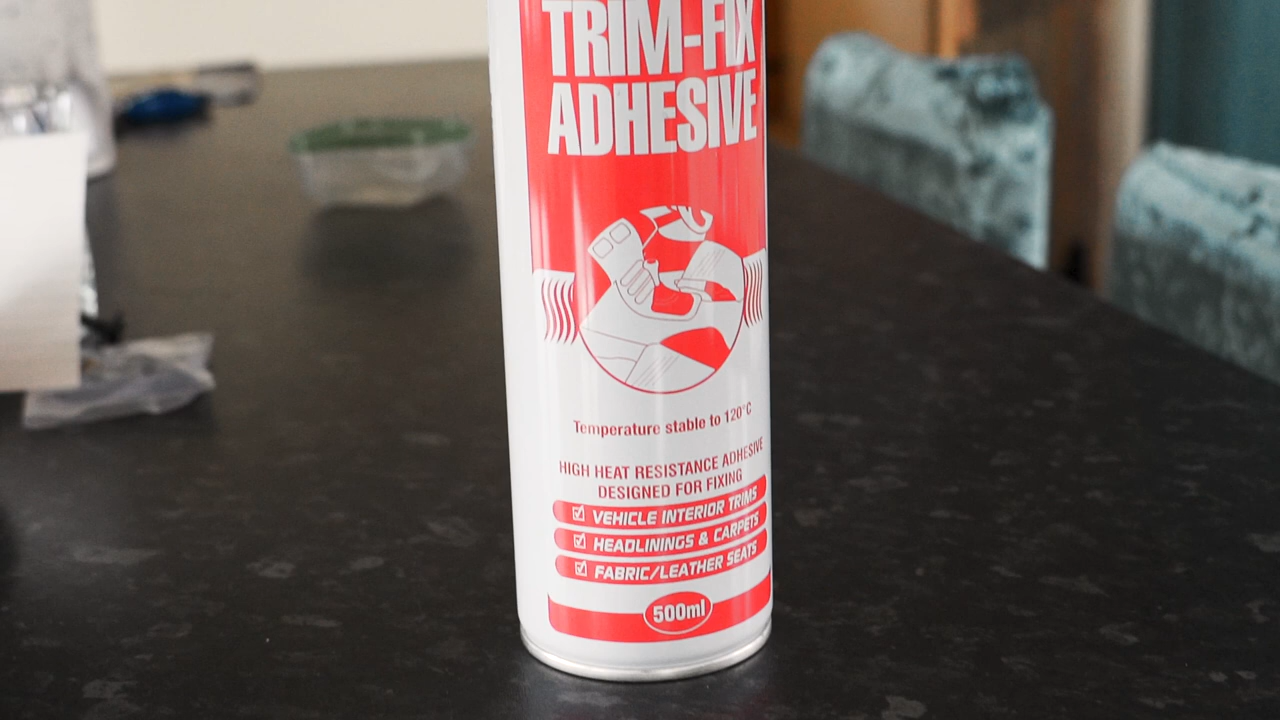 TRIM-FIX
ADHESIVE
Temperature stable to 120°C
HIGH HEAT RESISTANCE ADHESIVE
DESIGNED FOR FIXING
VEHICLE INTERIOR TRIMS
HEADLININGS & CARPETS
FABRIC/LEATHER SEATS
500ml